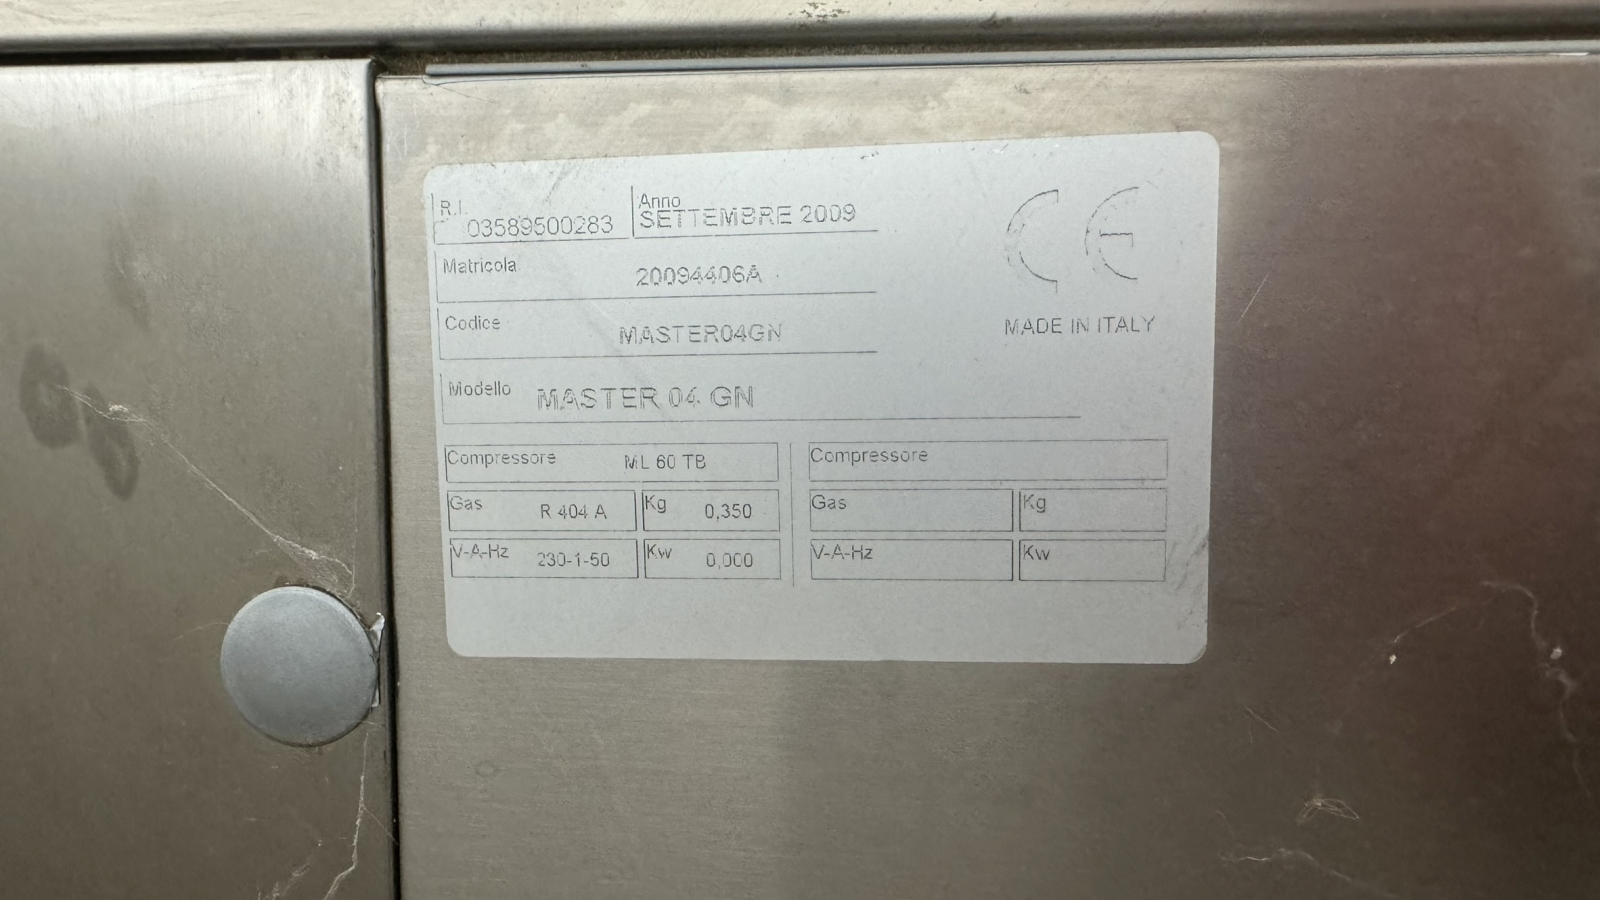 R.I. 03589500283
Anno SETTEMBRE 2009
CE
Matricola 20094406A
Codice MASTER04GN
MADE IN ITALY
Modello MASTER 04 GN
Compressore ML 60 TB
Compressore
Gas R 404 A Kg 0,350
Gas Kg
V-A-Hz 230-1-50 Kw 0,000
V-A-Hz Kw